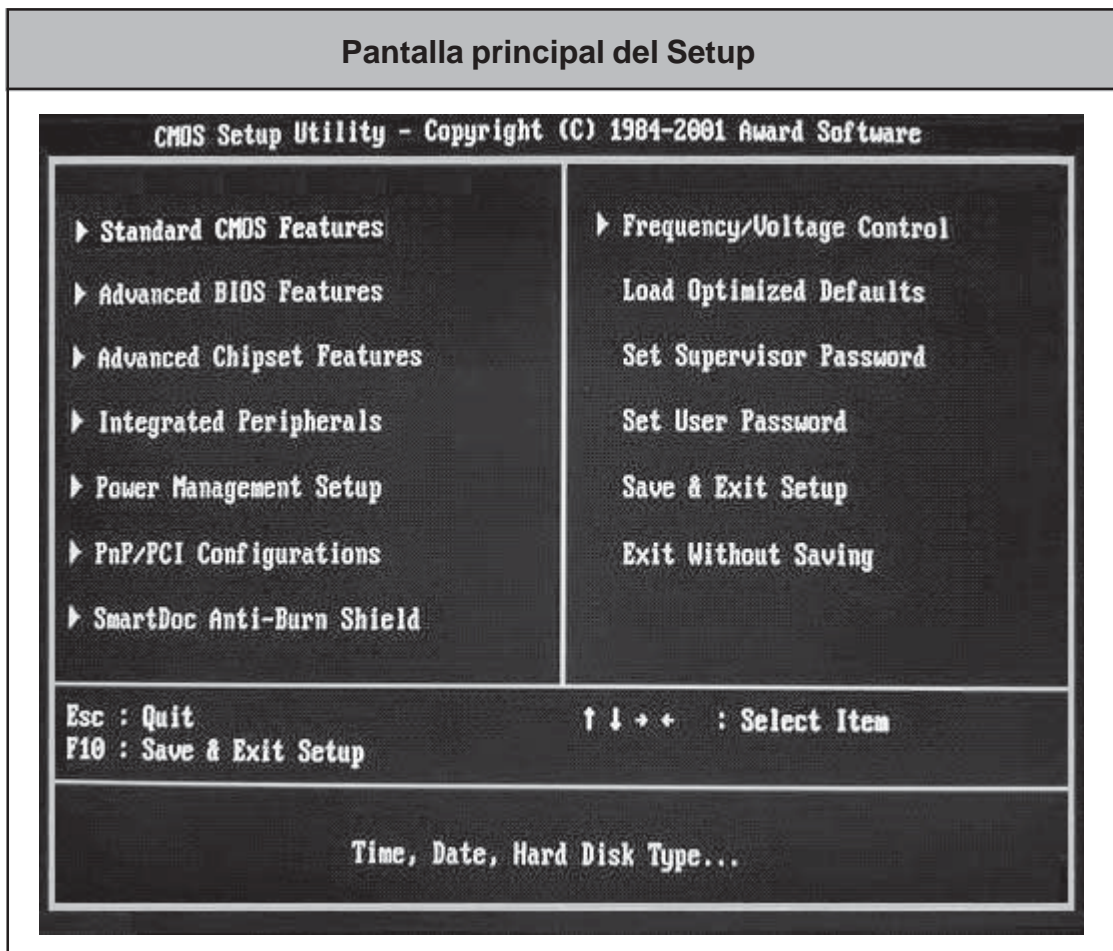 Pantalla principal del Setup
CMOS Setup Utility - Copyright (C) 1984-2001 Award Software
▶ Standard CMOS Features
▶ Advanced BIOS Features
▶ Advanced Chipset Features
▶ Integrated Peripherals
▶ Power Management Setup
▶ PnP/PCI Configurations
▶ SmartDoc Anti-Burn Shield
▶ Frequency/Voltage Control
Load Optimized Defaults
Set Supervisor Password
Set User Password
Save & Exit Setup
Exit Without Saving
Esc : Quit
F10 : Save & Exit Setup
↑ ↓ → ← : Select Item
Time, Date, Hard Disk Type...